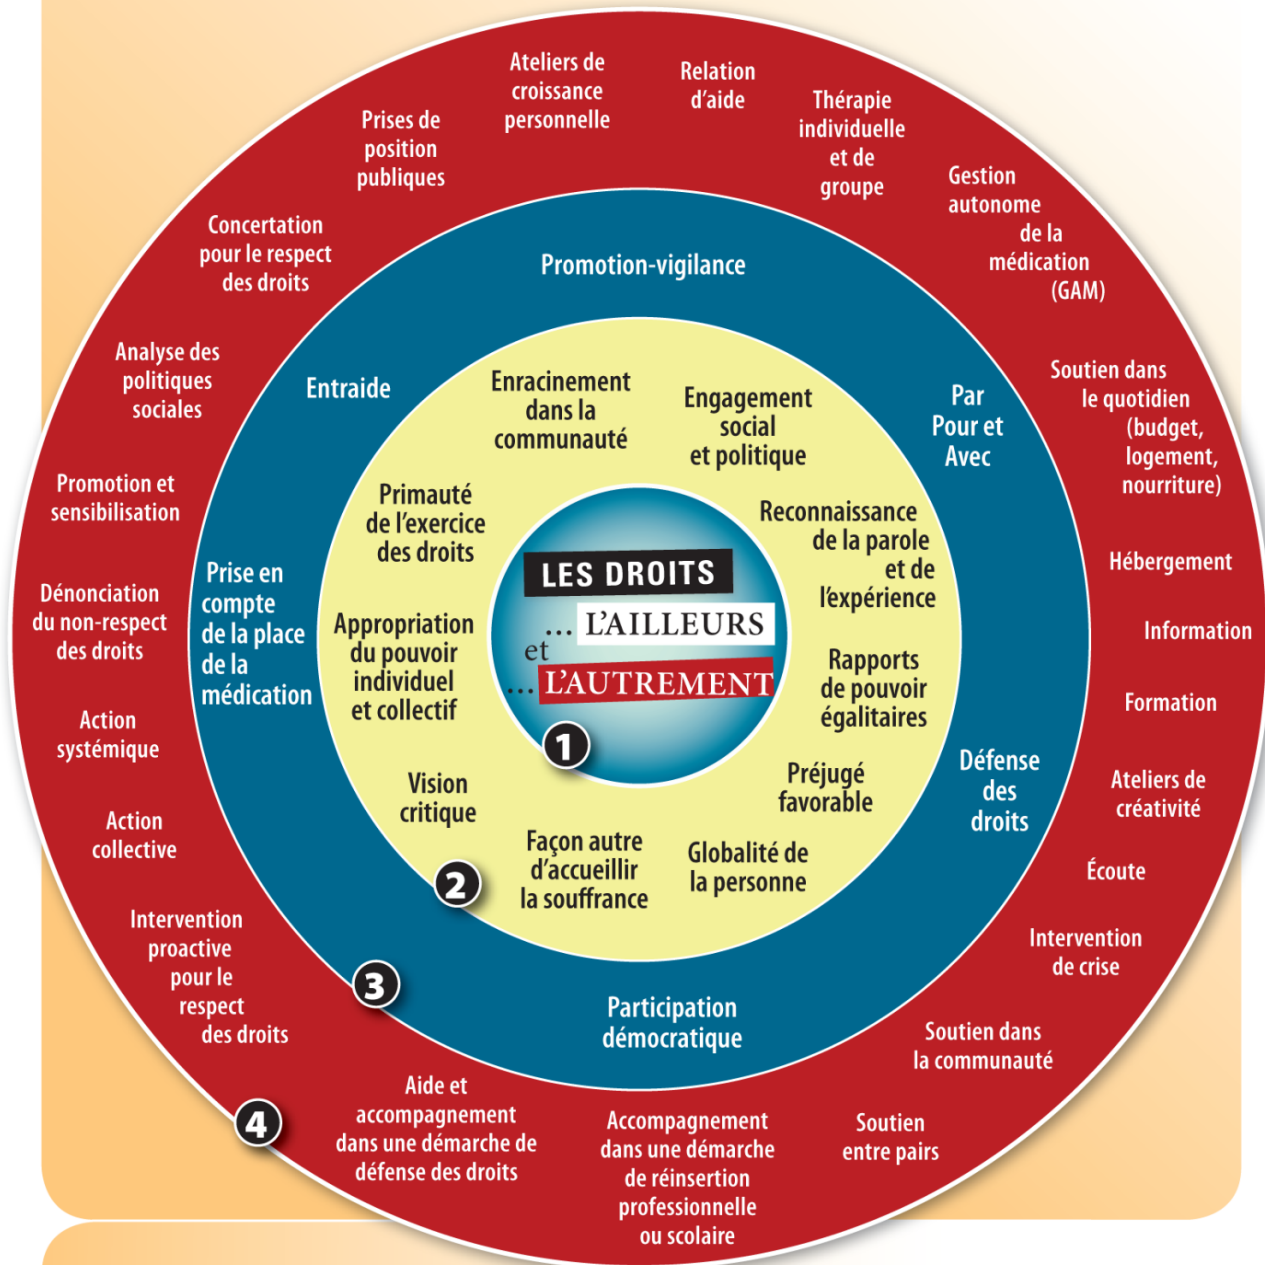 LES DROITS
... L'AILLEURS
et
... L'AUTREMENT
1
Enracinement
dans la
communauté
Engagement
social
et politique
Reconnaissance
de la parole
et de
l'expérience
Rapports
de pouvoir
égalitaires
Préjugé
favorable
Globalité de
la personne
Façon autre
d'accueillir
la souffrance
Vision
critique
Appropriation
du pouvoir
individuel
et collectif
Primauté
de l'exercice
des droits
2
Promotion-vigilance
Par
Pour et
Avec
Défense
des
droits
Participation
démocratique
Prise en
compte
de la place
de la
médication
Entraide
3
Ateliers de
croissance
personnelle
Relation
d'aide
Thérapie
individuelle
et de
groupe
Gestion
autonome
de la
médication
(GAM)
Soutien dans
le quotidien
(budget,
logement,
nourriture)
Hébergement
Information
Formation
Ateliers de
créativité
Écoute
Intervention
de crise
Soutien dans
la communauté
Soutien
entre pairs
Accompagnement
dans une démarche
de réinsertion
professionnelle
ou scolaire
Aide et
accompagnement
dans une démarche de
défense des droits
Intervention
proactive
pour le
respect
des droits
Action
collective
Action
systémique
Dénonciation
du non-respect
des droits
Promotion et
sensibilisation
Analyse des
politiques
sociales
Concertation
pour le respect
des droits
Prises de
position
publiques
4